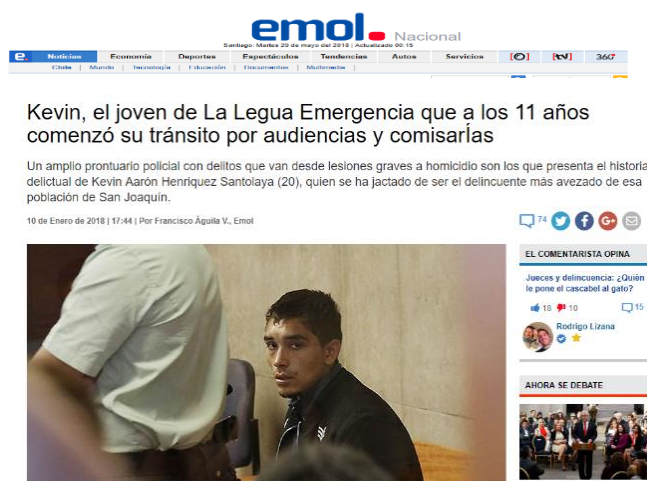 emol Nacional
Santiago: Martes 29 de mayo del 2018 | Actualizado 00:15
e. Noticias Economía Deportes Espectáculos Tendencias Autos Servicios [tv] 360°
Chile | Mundo | Tecnología | Educación | Documentos | Multimedia |
Kevin, el joven de La Legua Emergencia que a los 11 años
comenzó su tránsito por audiencias y comisarías
Un amplio prontuario policial con delitos que van desde lesiones graves a homicidio son los que presenta el historia
delictual de Kevin Aarón Henriquez Santolaya (20), quien se ha jactado de ser el delincuente más avezado de esa
población de San Joaquín.
10 de Enero de 2018 | 17:44 | Por Francisco Águila V., Emol
74
EL COMENTARISTA OPINA
Jueces y delincuencia: ¿Quién
le pone el cascabel al gato?
18 10 15
Rodrigo Lizana
AHORA SE DEBATE